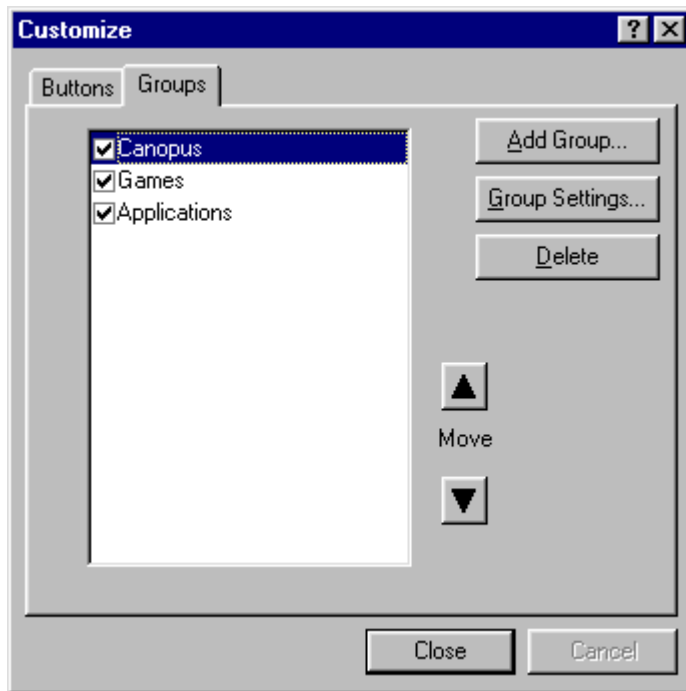 Customize
Buttons
Groups
Canopus
Games
Applications
Add Group...
Group Settings...
Delete
Move
Close
Cancel